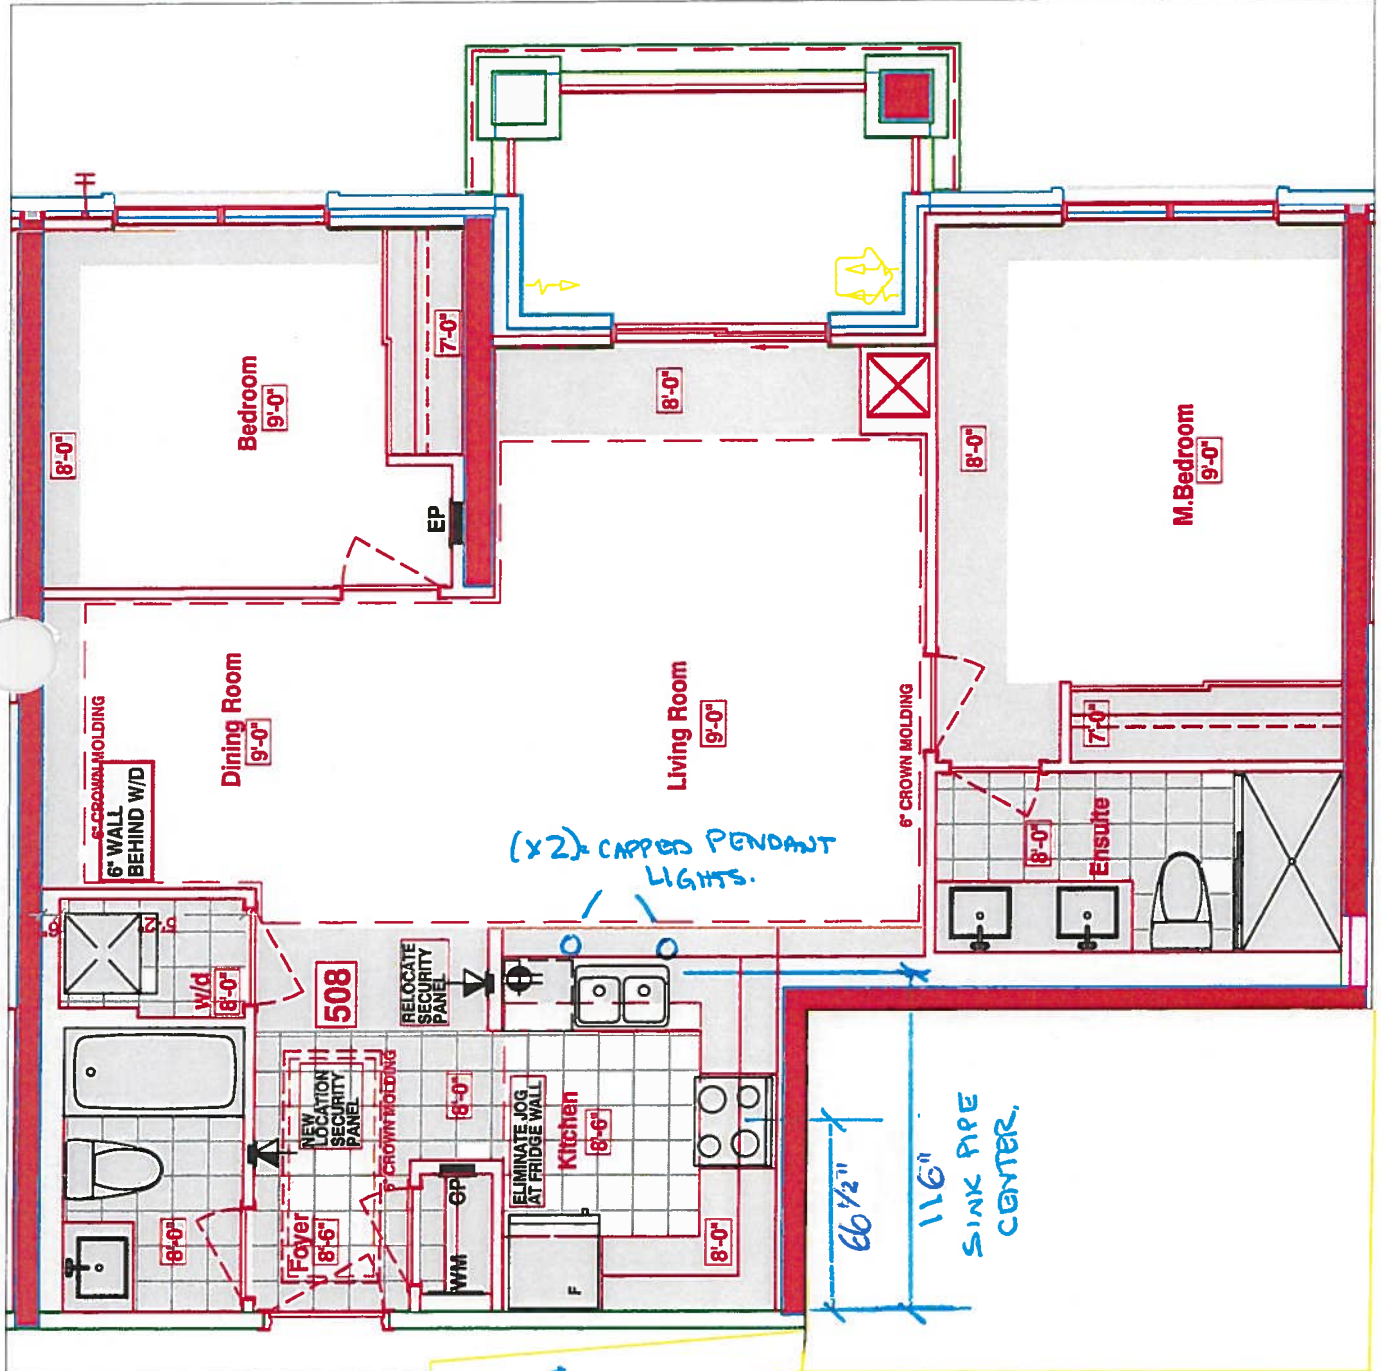 Bedroom
9'-0"
8'-0"
7'-0"
EP
8'-0"
8'-0"
M.Bedroom
9'-0"
7'-0"
Dining Room
9'-0"
6" CROWN MOLDING
6" WALL
BEHIND W/D
Living Room
9'-0"
6" CROWN MOLDING
(x2)= CAPPED PENDANT
LIGHTS.
8'-0"
Ensuite
w/d
8'-0"
508
RELOCATE
SECURITY
PANEL
NEW
LOCATION
SECURITY
PANEL
6" CROWN MOLDING
8'-0"
ELIMINATE JOG
AT FRIDGE WALL
Kitchen
8'-6"
8'-0"
Foyer
8'-6"
8'-0"
WM
CP
F
66 1/2"
116"
SINK PIPE
CENTER.